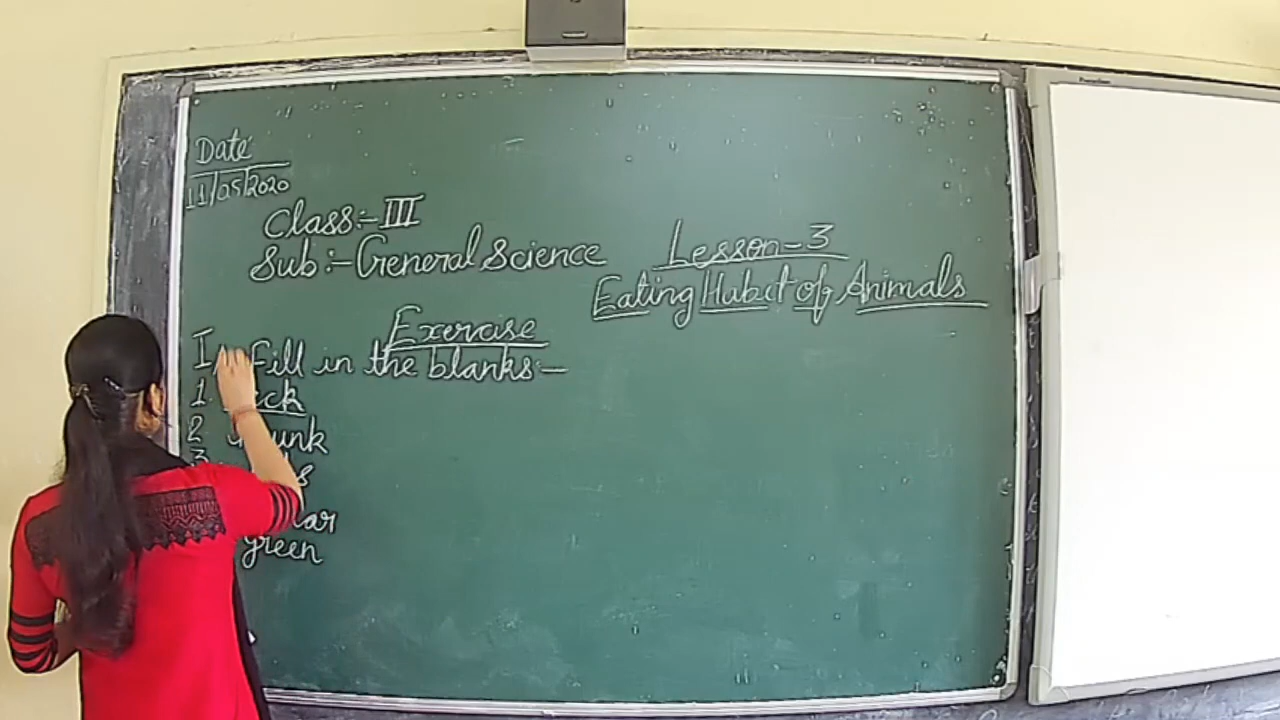 Date
11/05/2020
Class:- III
Sub:- General Science
Lesson-3
Eating Habit of Animals
Exercise
I Fill in the blanks:-
1.
2
3
green